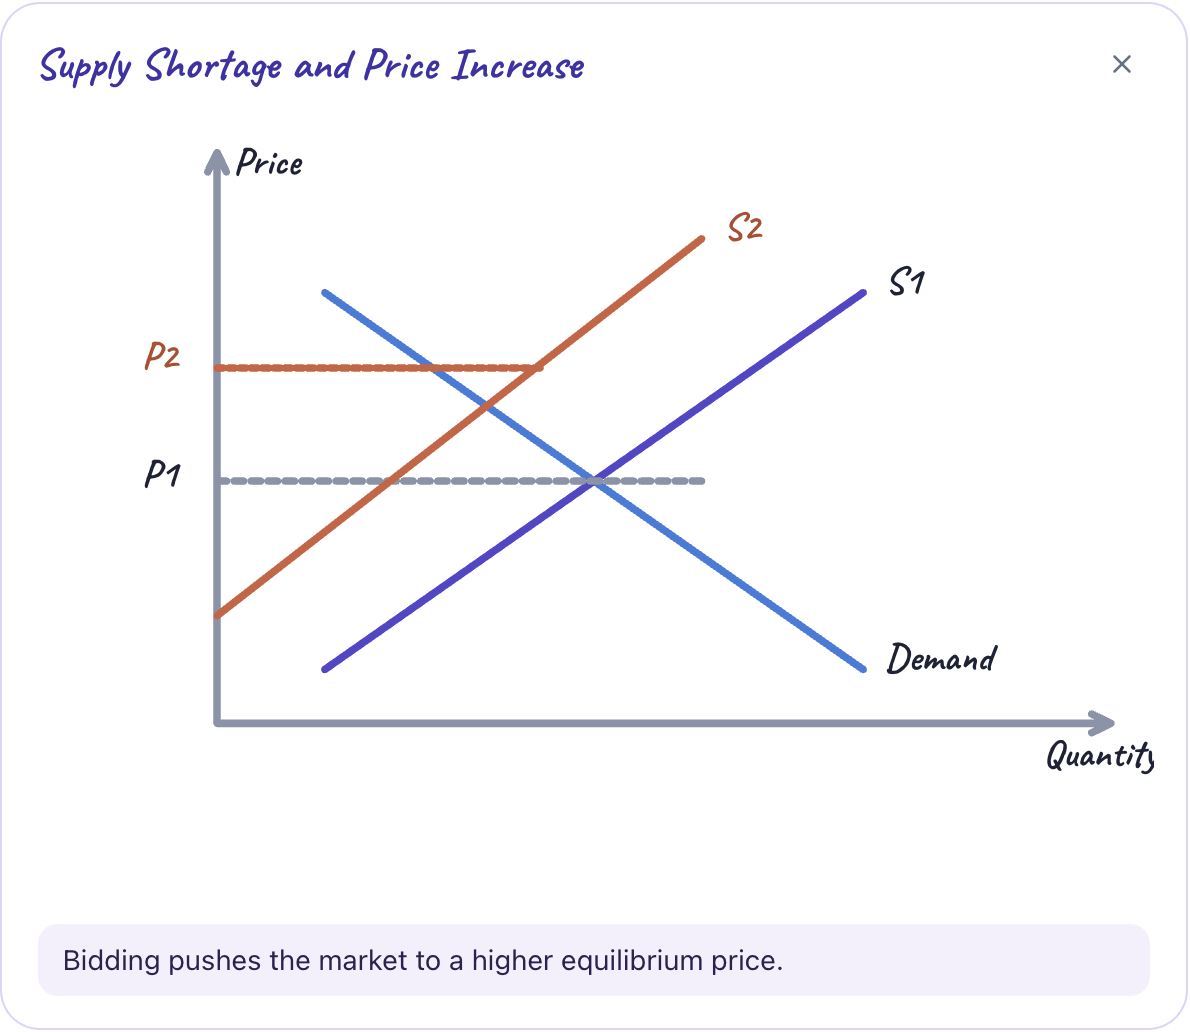 Supply Shortage and Price Increase
Price
S2
S1
P2
P1
Demand
Quantity
Bidding pushes the market to a higher equilibrium price.